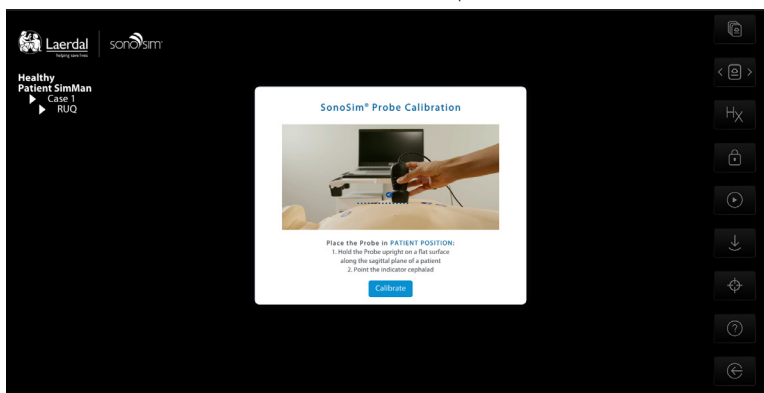 Laerdal
helping save lives
sonosim®
Healthy
Patient SimMan
Case 1
RUQ
SonoSim® Probe Calibration
Place the Probe in PATIENT POSITION:
1. Hold the Probe upright on a flat surface
along the sagittal plane of a patient
2. Point the indicator cephalad
Calibrate
HX
?